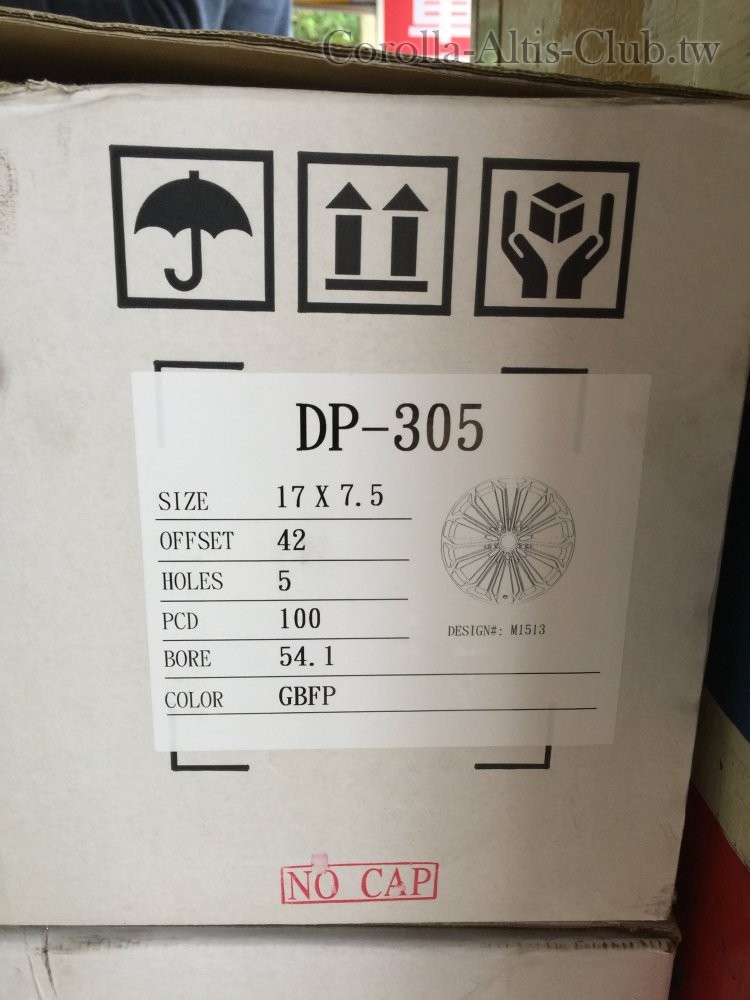 Corolla-Altis-Club.tw
DP-305
SIZE 17 X 7.5
OFFSET 42
HOLES 5
PCD 100
BORE 54.1
COLOR GBFP
DESIGN#: M1513
NO CAP